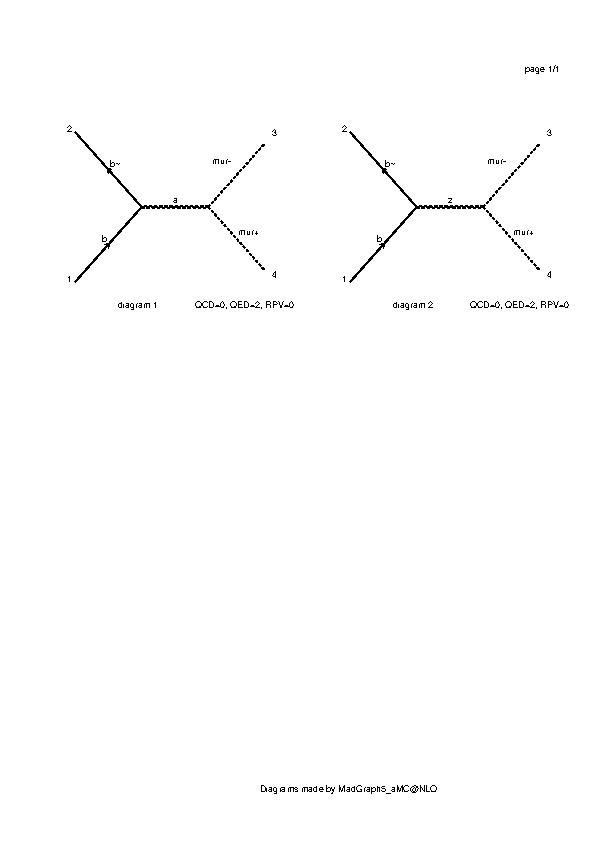 page 1/1
2
3
2
3
b~
mur-
b~
mur-
a
z
b
mur+
b
mur+
1
4
1
4
diagram 1 QCD=0, QED=2, RPV=0
diagram 2 QCD=0, QED=2, RPV=0
Diagrams made by MadGraph5_aMC@NLO